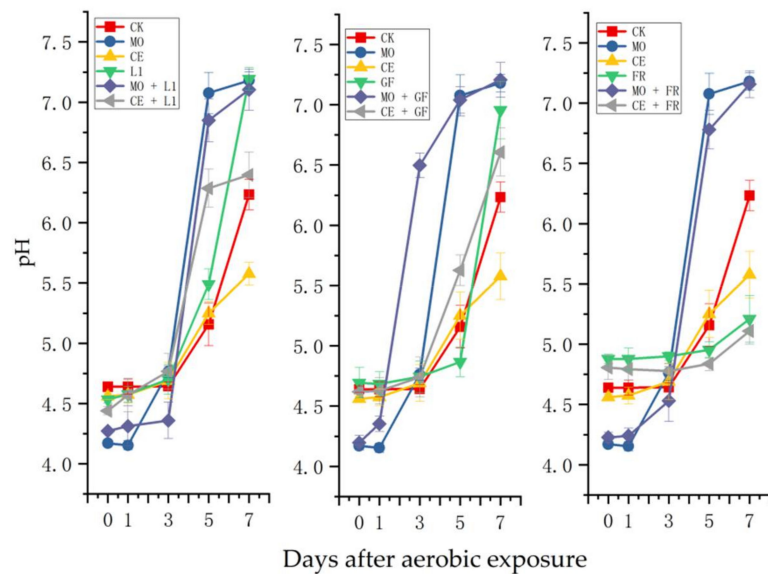 CK
MO
CE
L1
MO + L1
CE + L1
7.5
7.0
6.5
6.0
5.5
5.0
4.5
4.0
0 1 3 5 7
CK
MO
CE
GF
MO + GF
CE + GF
7.5
7.0
6.5
6.0
5.5
5.0
4.5
4.0
0 1 3 5 7
CK
MO
CE
FR
MO + FR
CE + FR
7.5
7.0
6.5
6.0
5.5
5.0
4.5
4.0
0 1 3 5 7
pH
Days after aerobic exposure